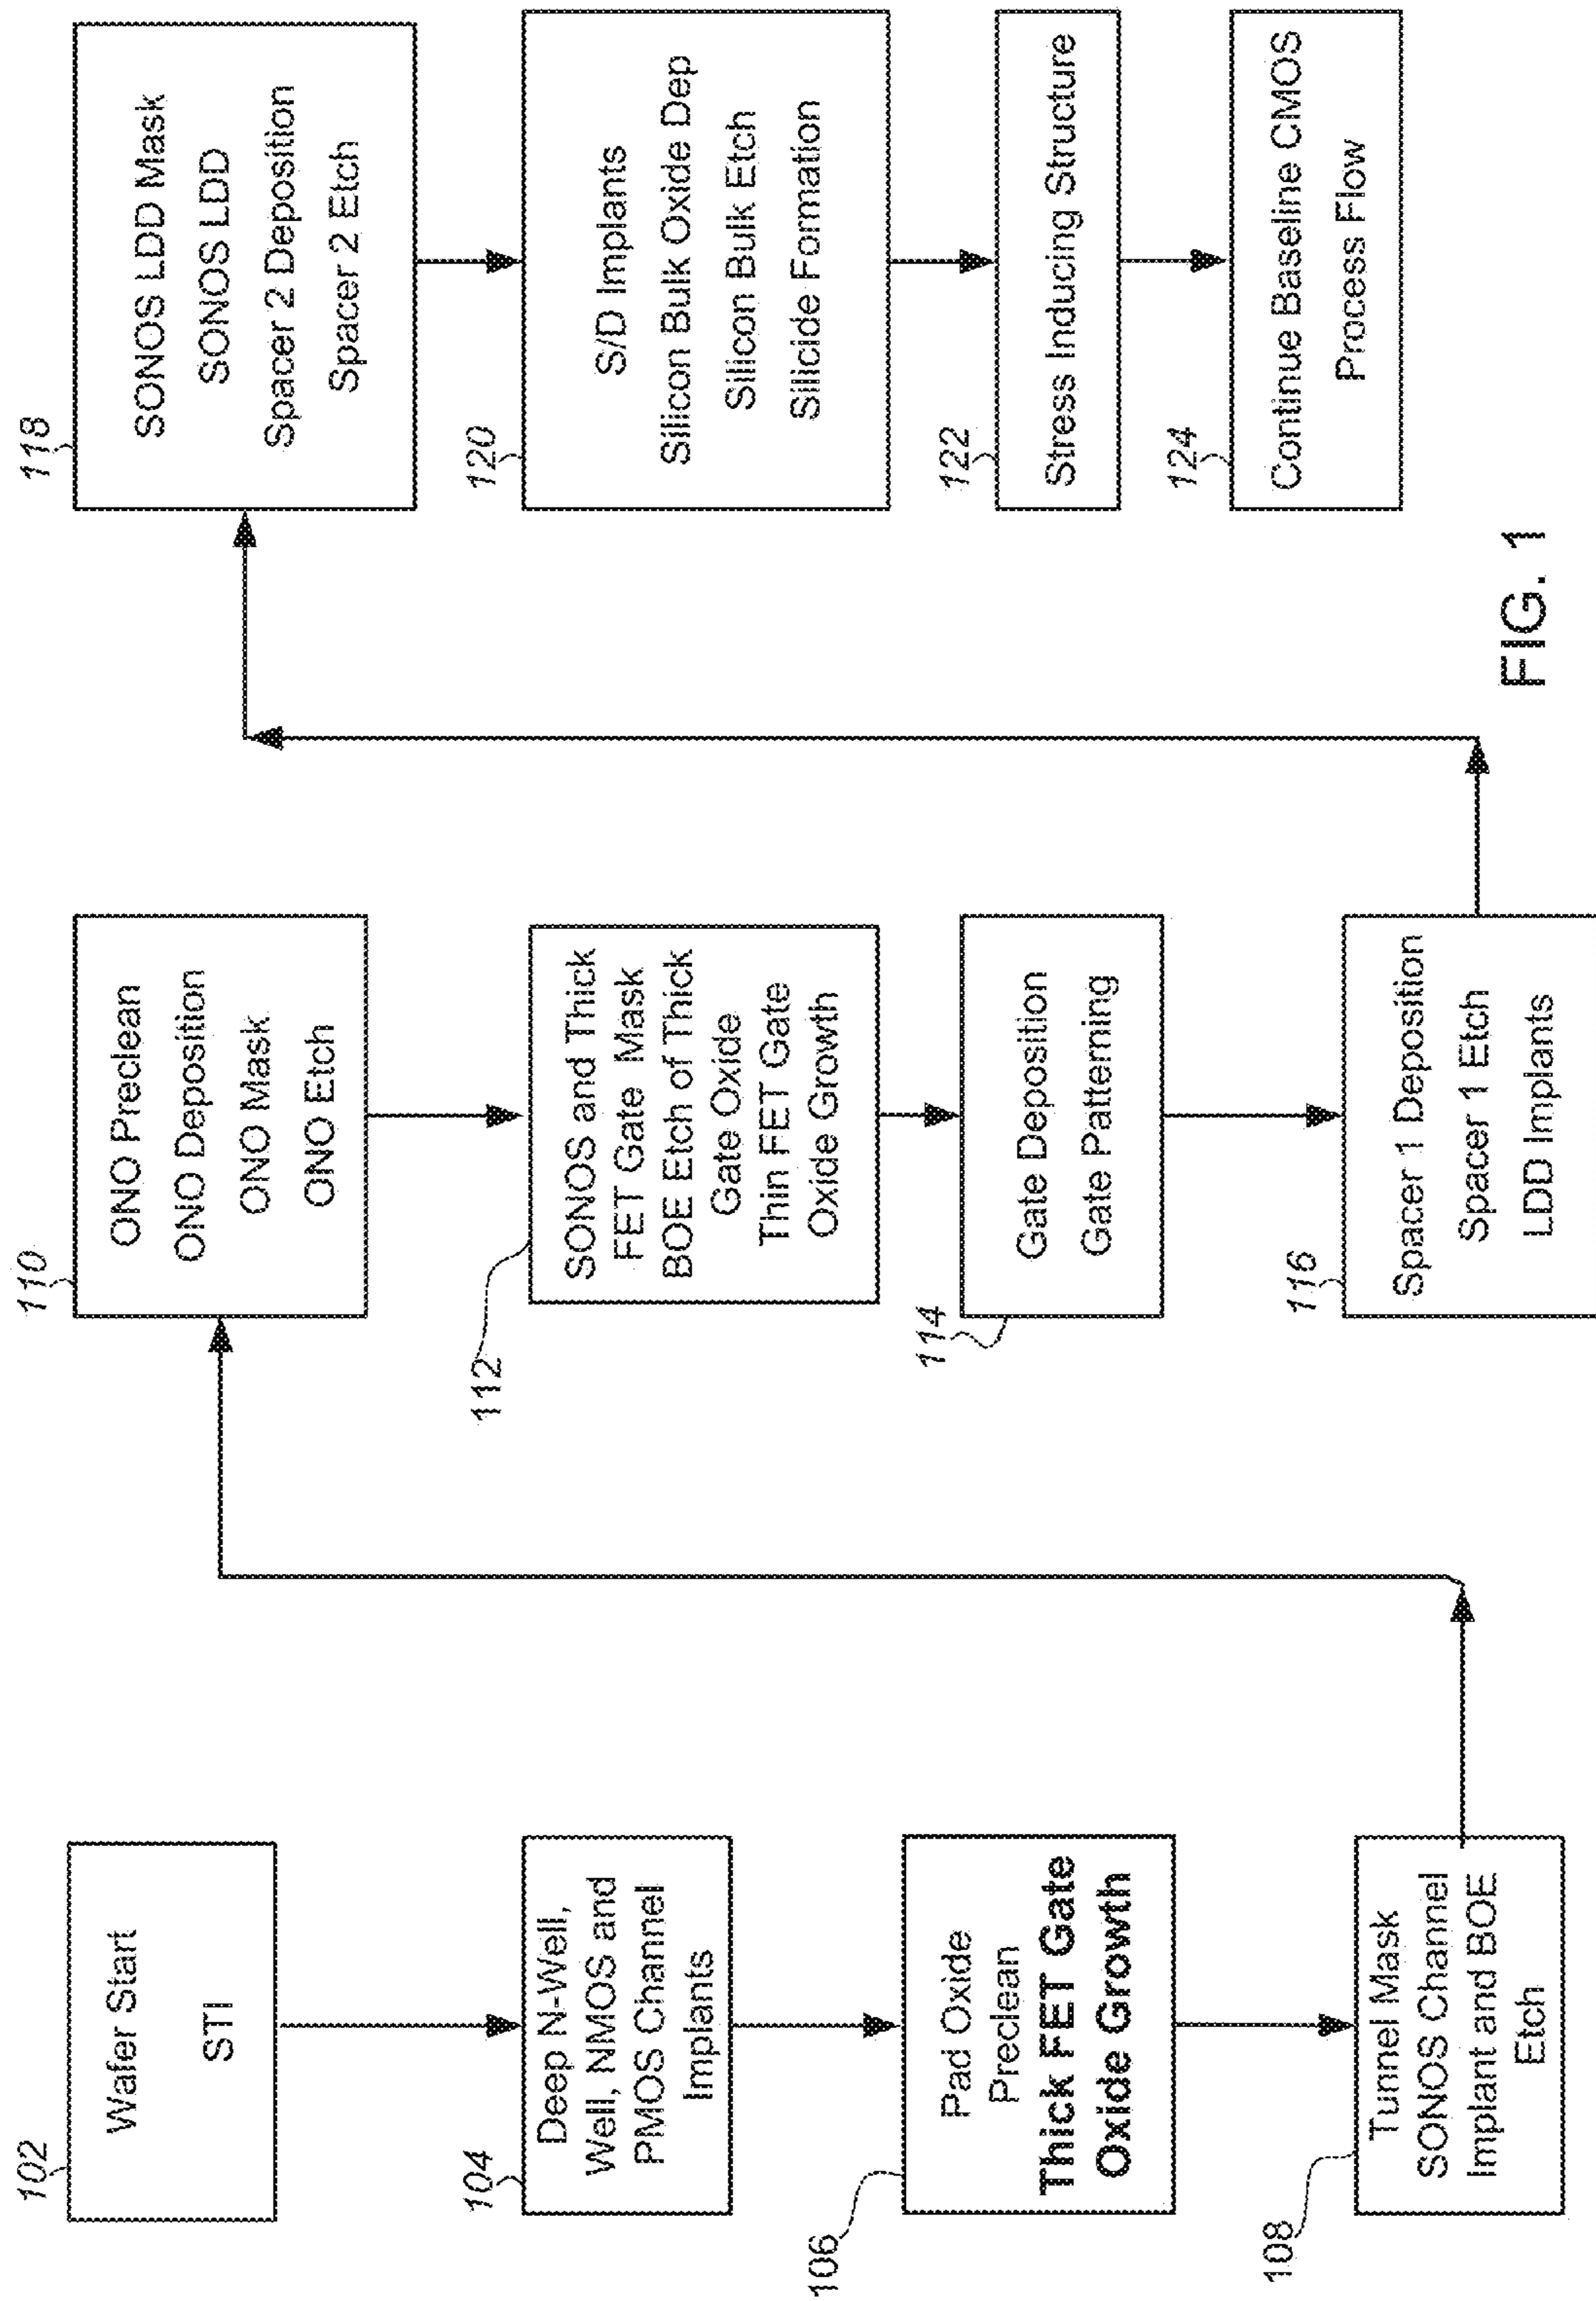 102
Wafer Start
STI
104
Deep N-Well,
Well, NMOS and
PMOS Channel
Implants
106
Pad Oxide
Preclean
Thick FET Gate
Oxide Growth
108
Tunnel Mask
SONOS Channel
Implant and BOE
Etch
110
ONO Preclean
ONO Deposition
ONO Mask
ONO Etch
112
SONOS and Thick
FET Gate Mask
BOE Etch of Thick
Gate Oxide
Thin FET Gate
Oxide Growth
114
Gate Deposition
Gate Patterning
116
Spacer 1 Deposition
Spacer 1 Etch
LDD Implants
118
SONOS LDD Mask
SONOS LDD
Spacer 2 Deposition
Spacer 2 Etch
120
S/D Implants
Silicon Bulk Oxide Dep
Silicon Bulk Etch
Silicide Formation
122
Stress Inducing Structure
124
Continue Baseline CMOS
Process Flow
FIG. 1